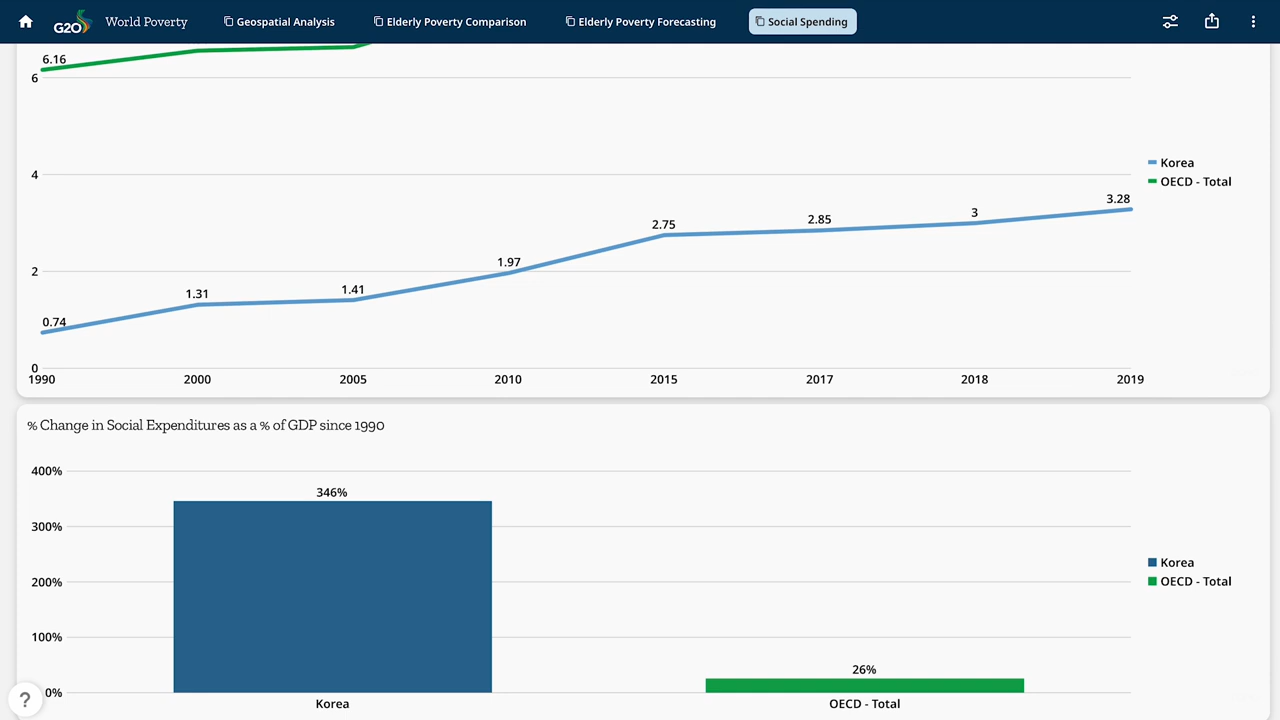 G20 World Poverty Geospatial Analysis Elderly Poverty Comparison Elderly Poverty Forecasting Social Spending
6.16
6
4
2
0
0.74
1.31
1.41
1.97
2.75
2.85
3
3.28
1990 2000 2005 2010 2015 2017 2018 2019
Korea
OECD - Total
% Change in Social Expenditures as a % of GDP since 1990
400%
300%
200%
100%
0%
346%
26%
Korea OECD - Total
Korea
OECD - Total
?